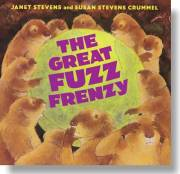 JANET STEVENS AND SUSAN STEVENS CRUMMEL
THE
GREAT
FUZZ
FRENZY